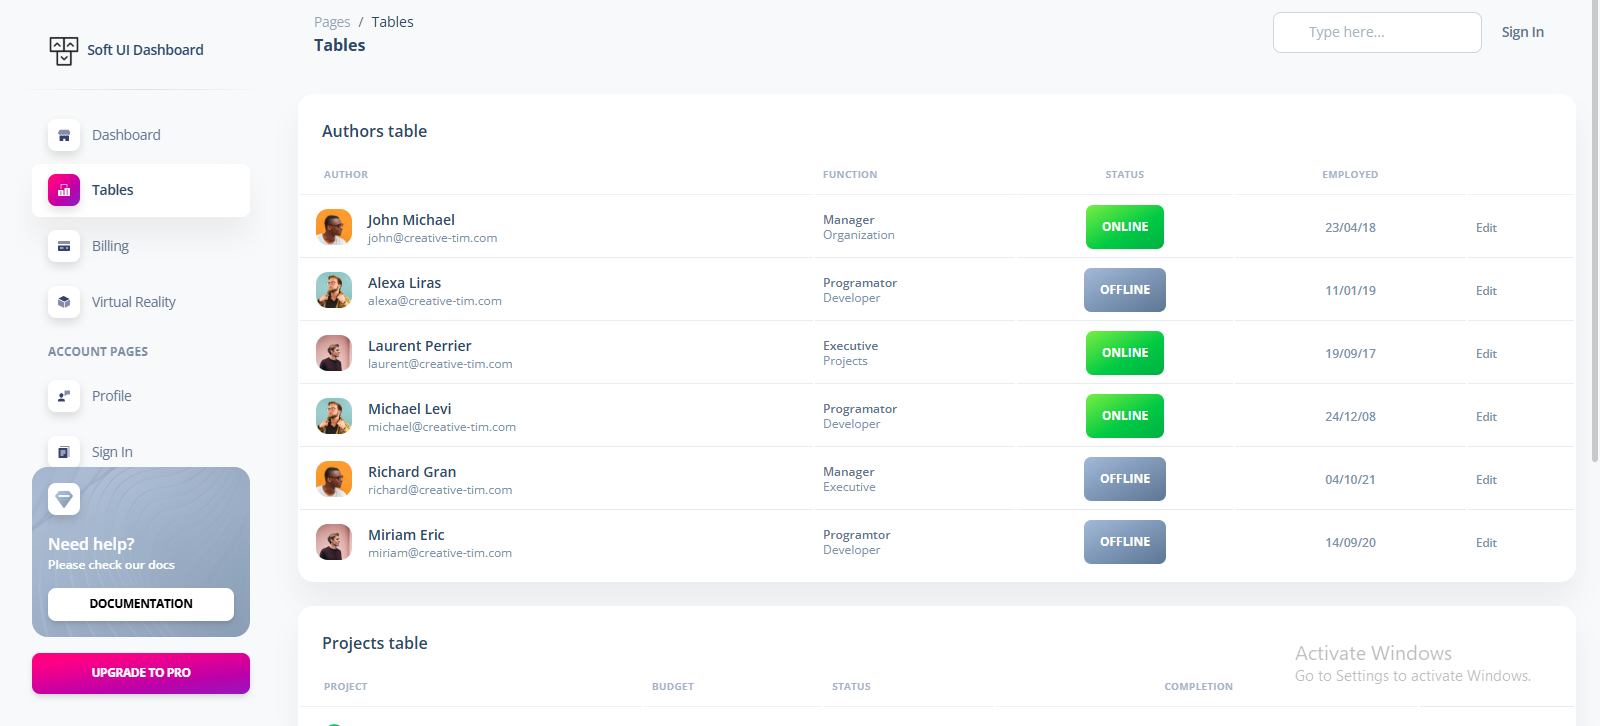 Soft UI Dashboard
Dashboard
Tables
Billing
Virtual Reality
ACCOUNT PAGES
Profile
Sign In
Need help?
Please check our docs
DOCUMENTATION
UPGRADE TO PRO
Pages / Tables
Tables
Type here...
Sign In
Authors table
AUTHOR FUNCTION STATUS EMPLOYED
John Michael
john@creative-tim.com
Manager
Organization
ONLINE
23/04/18
Edit
Alexa Liras
alexa@creative-tim.com
Programator
Developer
OFFLINE
11/01/19
Edit
Laurent Perrier
laurent@creative-tim.com
Executive
Projects
ONLINE
19/09/17
Edit
Michael Levi
michael@creative-tim.com
Programator
Developer
ONLINE
24/12/08
Edit
Richard Gran
richard@creative-tim.com
Manager
Executive
OFFLINE
04/10/21
Edit
Miriam Eric
miriam@creative-tim.com
Programtor
Developer
OFFLINE
14/09/20
Edit
Projects table
PROJECT BUDGET STATUS COMPLETION
Activate Windows
Go to Settings to activate Windows.